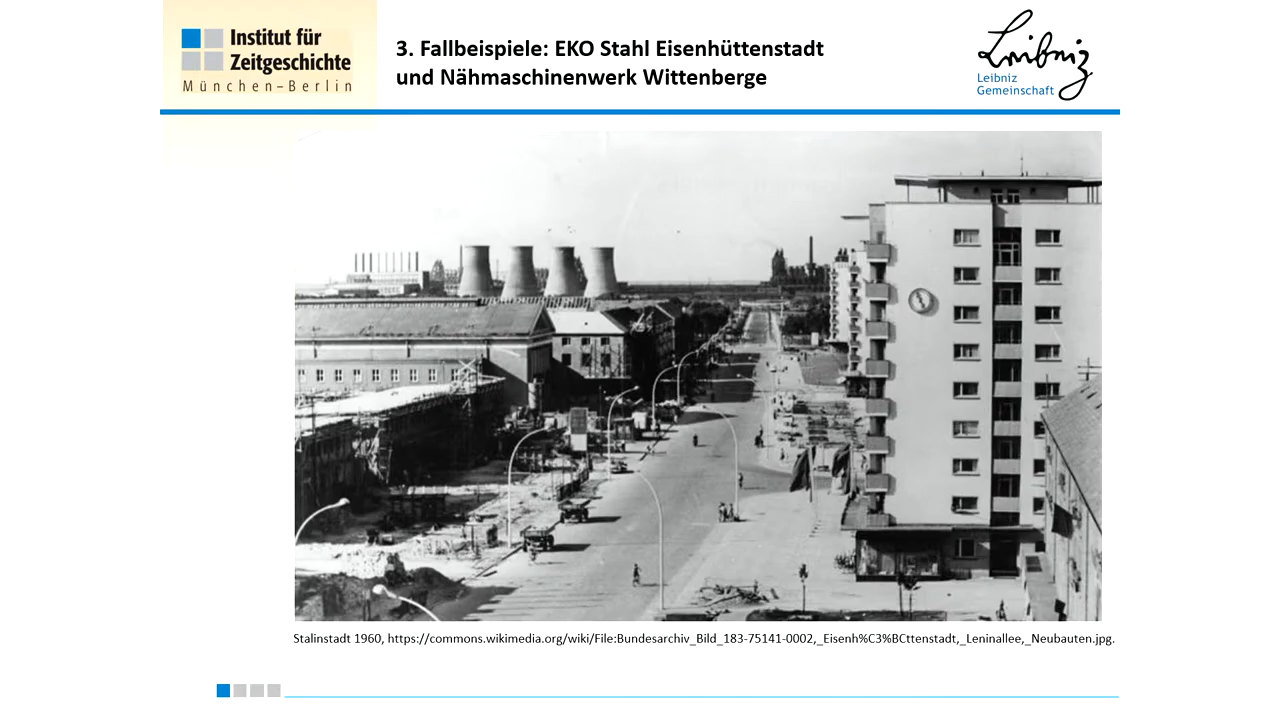 Institut für
Zeitgeschichte
München–Berlin
3. Fallbeispiele: EKO Stahl Eisenhüttenstadt
und Nähmaschinenwerk Wittenberge
Leibniz
Leibniz
Gemeinschaft
Stalinstadt 1960, https://commons.wikimedia.org/wiki/File:Bundesarchiv_Bild_183-75141-0002,_Eisenh%C3%BCttenstadt,_Leninallee,_Neubauten.jpg.